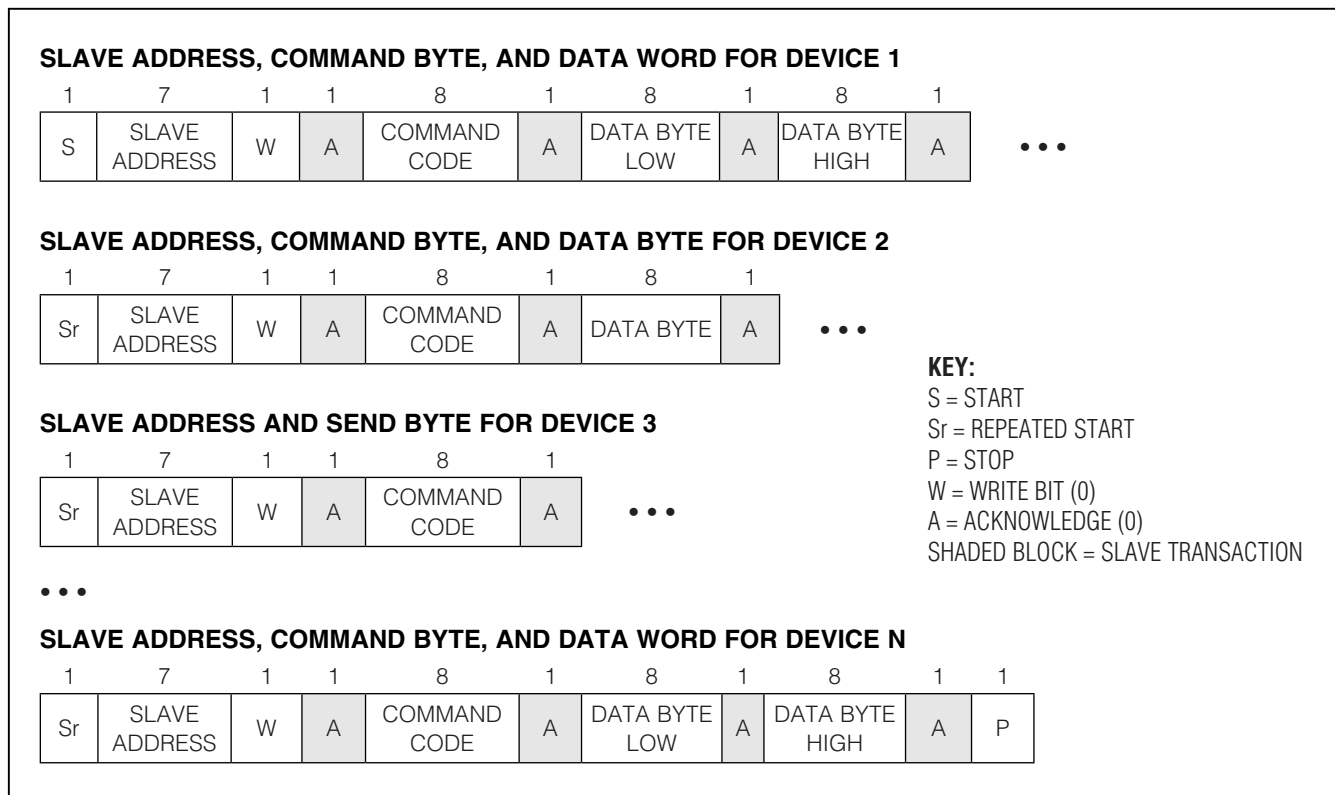 SLAVE ADDRESS, COMMAND BYTE, AND DATA WORD FOR DEVICE 1
1 7 1 1 8 1 8 1 8 1
S SLAVE ADDRESS W A COMMAND CODE A DATA BYTE LOW A DATA BYTE HIGH A •••
SLAVE ADDRESS, COMMAND BYTE, AND DATA BYTE FOR DEVICE 2
1 7 1 1 8 1 8 1
Sr SLAVE ADDRESS W A COMMAND CODE A DATA BYTE A •••
SLAVE ADDRESS AND SEND BYTE FOR DEVICE 3
1 7 1 1 8 1
Sr SLAVE ADDRESS W A COMMAND CODE A •••
•••
KEY:
S = START
Sr = REPEATED START
P = STOP
W = WRITE BIT (0)
A = ACKNOWLEDGE (0)
SHADED BLOCK = SLAVE TRANSACTION
SLAVE ADDRESS, COMMAND BYTE, AND DATA WORD FOR DEVICE N
1 7 1 1 8 1 8 1 8 1 1
Sr SLAVE ADDRESS W A COMMAND CODE A DATA BYTE LOW A DATA BYTE HIGH A P